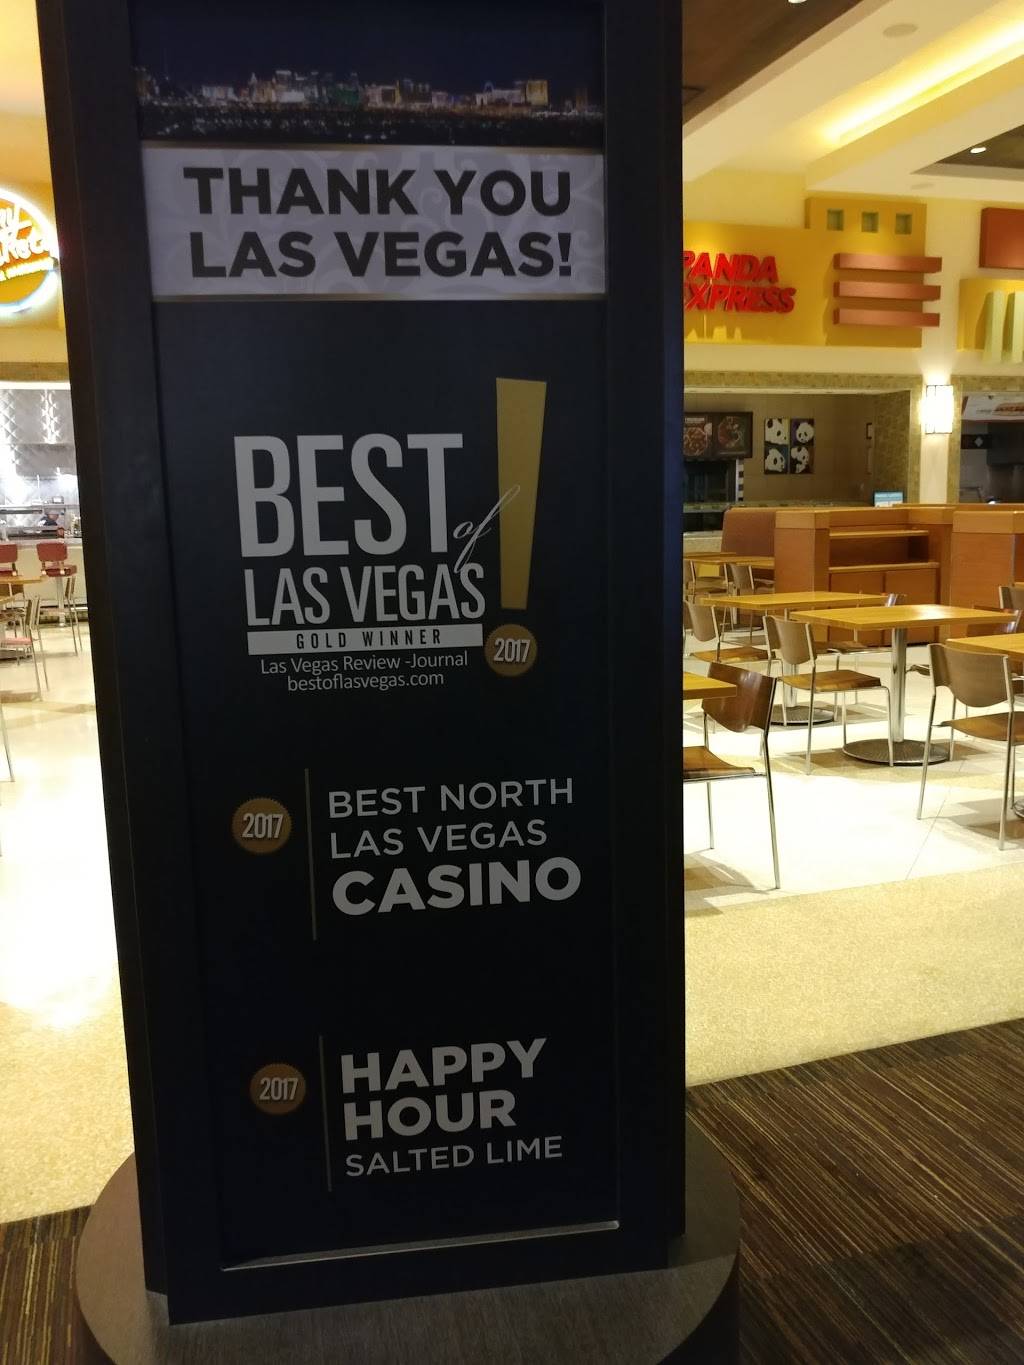 THANK YOU
LAS VEGAS!
BEST of
LAS VEGAS
GOLD WINNER
2017
Las Vegas Review -Journal
bestoflasvegas.com
2017
BEST NORTH
LAS VEGAS
CASINO
2017
HAPPY
HOUR
SALTED LIME
PANDA
EXPRESS